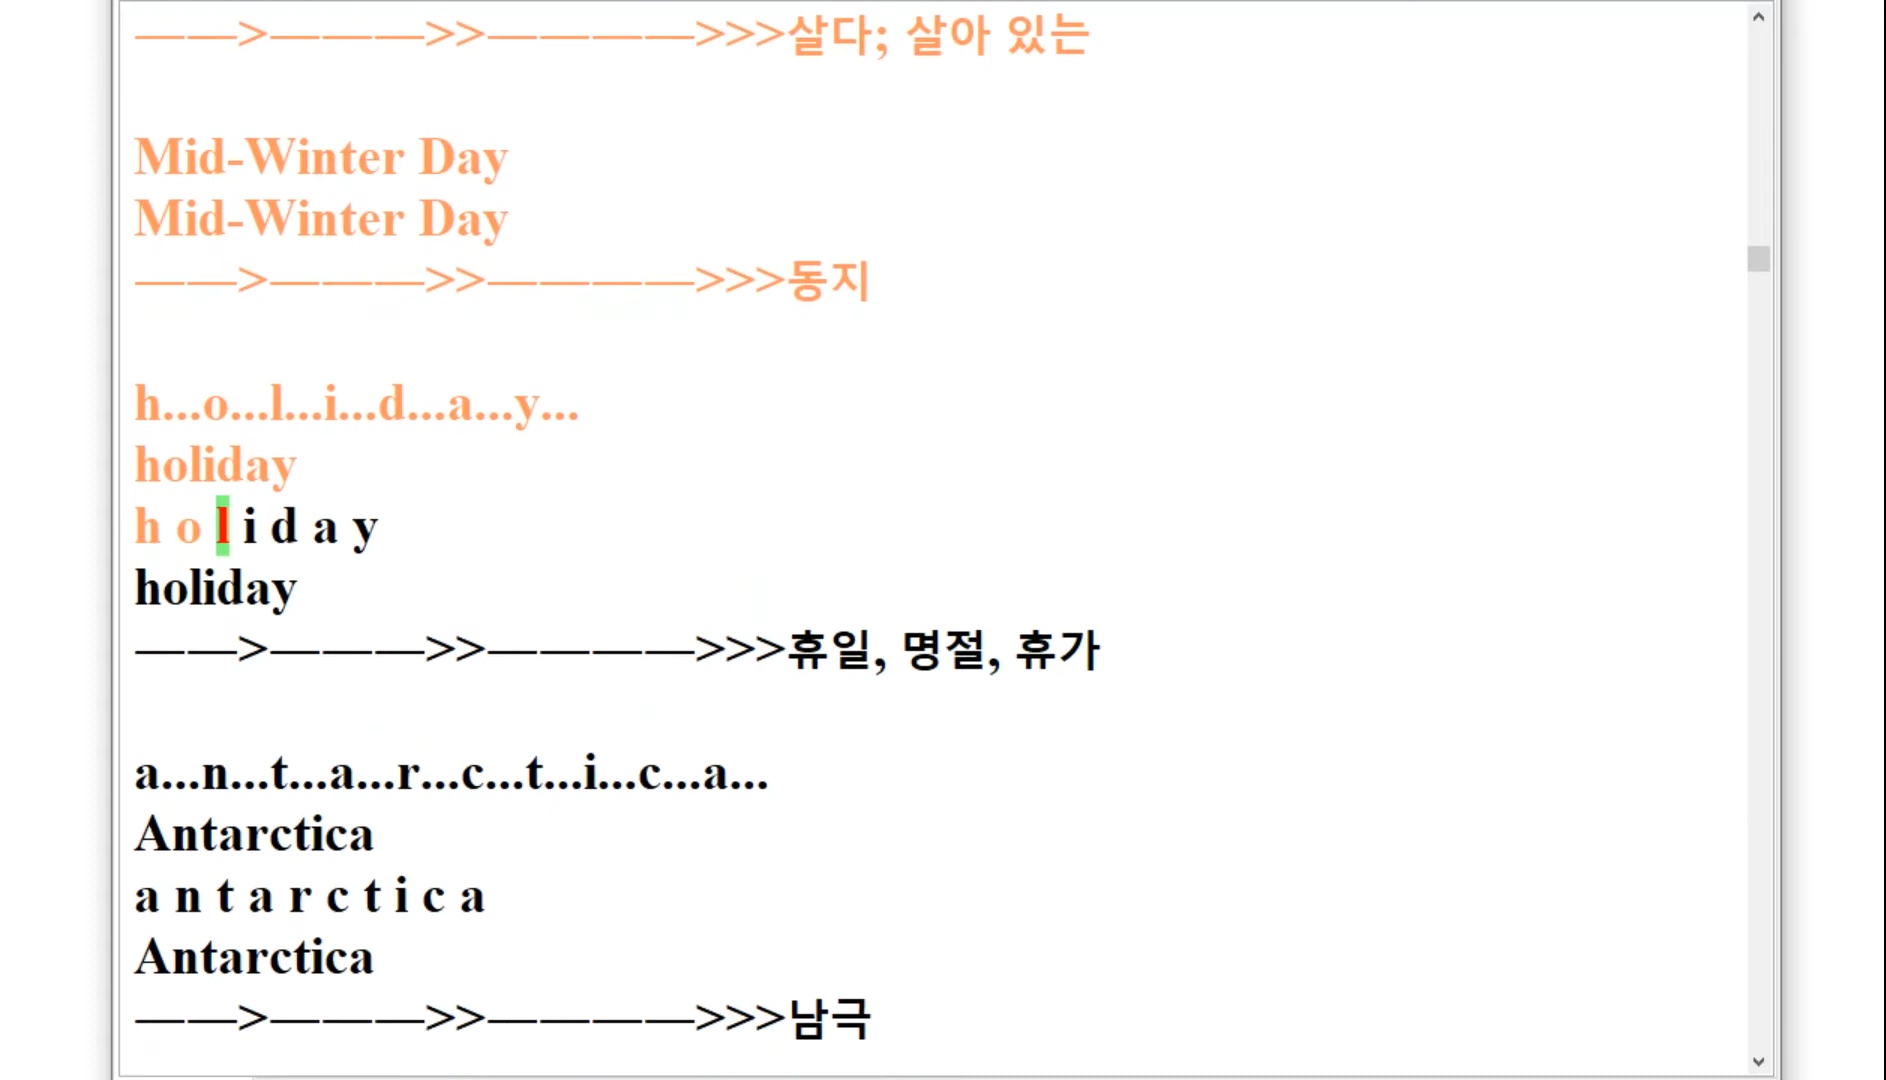 ——>———>>————>>>살다; 살아 있는
Mid-Winter Day
Mid-Winter Day
——>———>>————>>>동지
h...o...l...i...d...a...y...
holiday
h o l i d a y
holiday
——>———>>————>>>휴일, 명절, 휴가
a...n...t...a...r...c...t...i...c...a...
Antarctica
a n t a r c t i c a
Antarctica
——>———>>————>>>남극